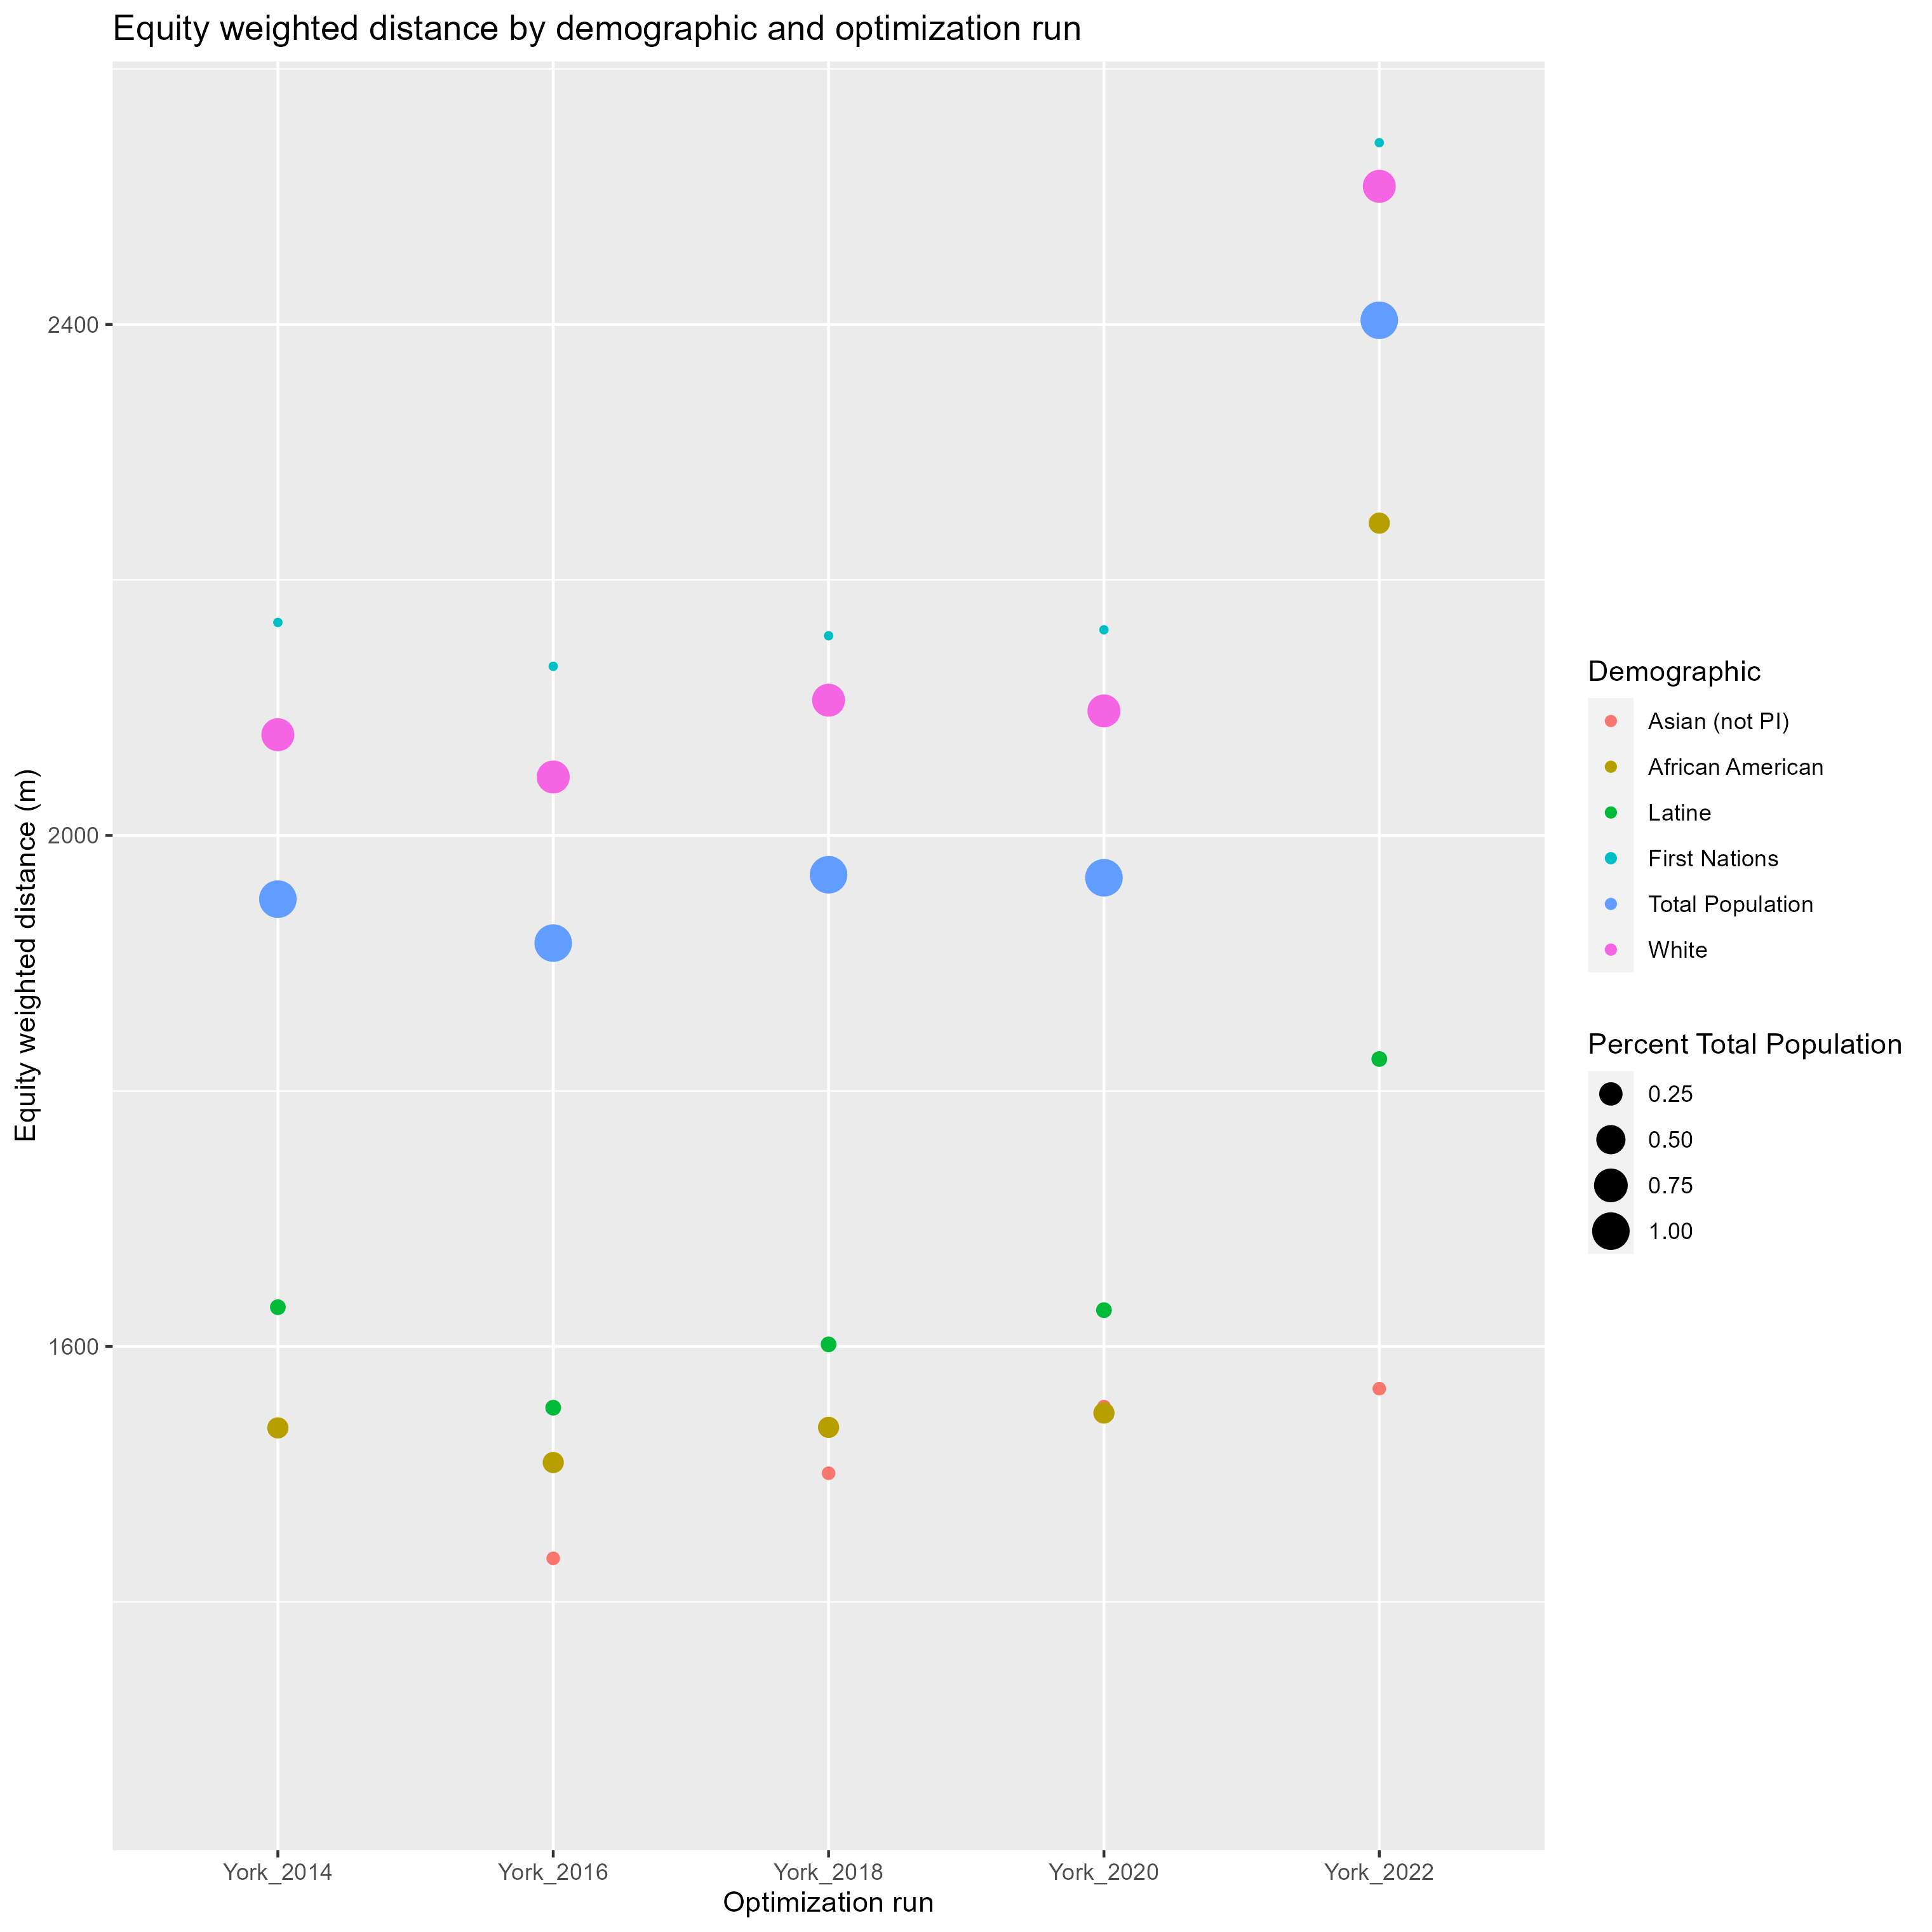 Equity weighted distance by demographic and optimization run
Equity weighted distance (m)
2400
2000
1600
York_2014
York_2016
York_2018
York_2020
York_2022
Optimization run
Demographic
Asian (not PI)
African American
Latine
First Nations
Total Population
White
Percent Total Population
0.25
0.50
0.75
1.00